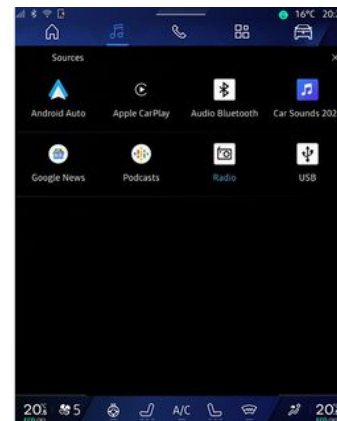 16°C 20:
Sources
Android Auto
Apple CarPlay
Audio Bluetooth
Car Sounds 202
Google News
Podcasts
Radio
USB
20
5
A/C
20